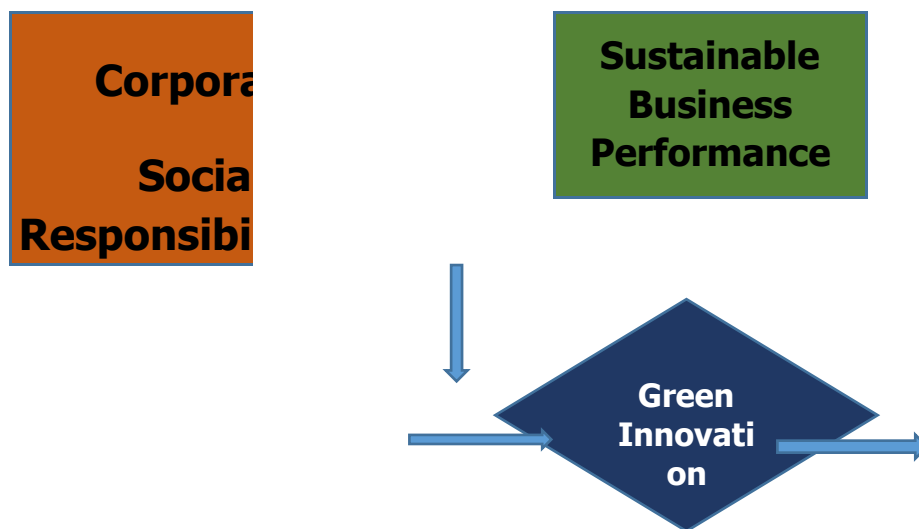 Corpora
Socia
Responsibi
Sustainable
Business
Performance
Green
Innovati
on